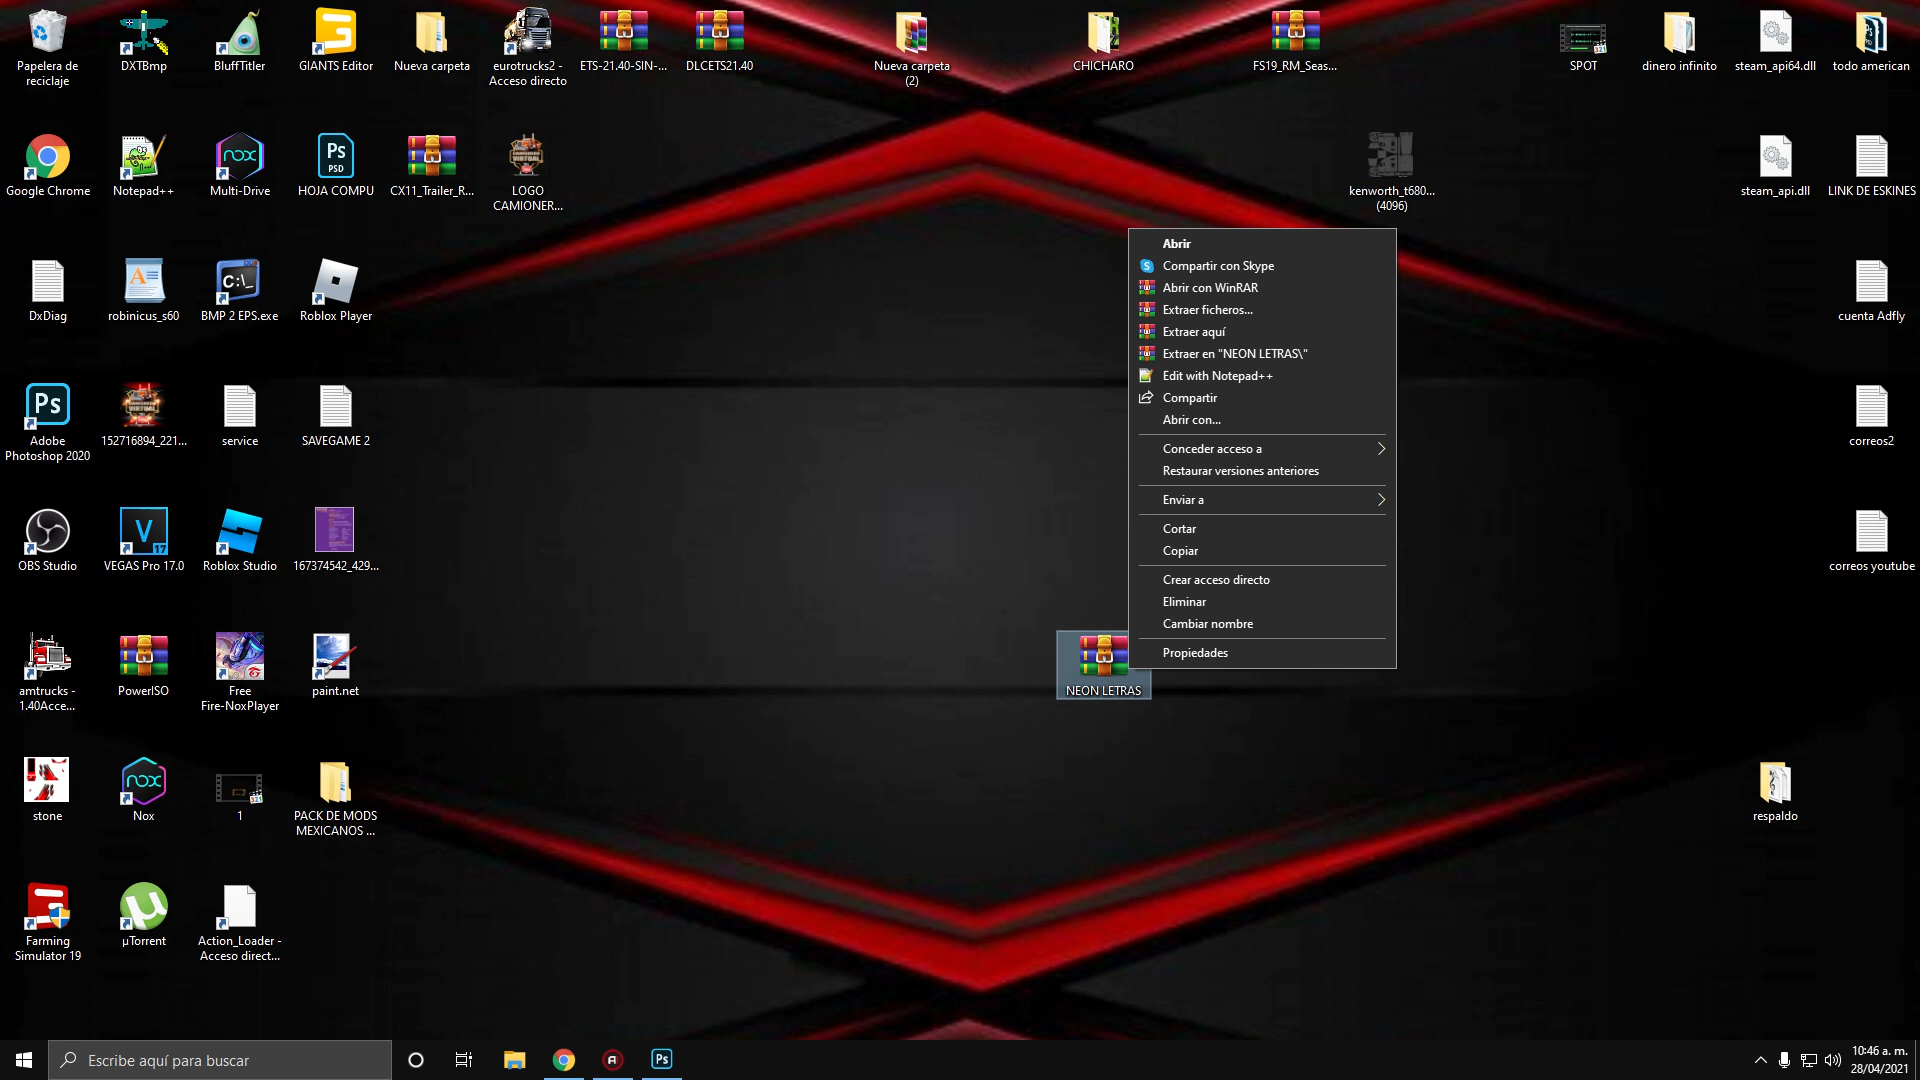 Papelera de
reciclaje
DXTBmp
BluffTitler
GIANTS Editor
Nueva carpeta
eurotrucks2 -
Acceso directo
ETS-21.40-SIN-...
DLCETS21.40
Nueva carpeta
(2)
CHICHARO
FS19_RM_Seas...
SPOT
dinero infinito
steam_api64.dll
todo american
Google Chrome
Notepad++
Multi-Drive
HOJA COMPU
CX11_Trailer_R...
LOGO
CAMIONER...
kenworth_t680...
(4096)
steam_api.dll
LINK DE ESKINES
DxDiag
robinicus_s60
BMP 2 EPS.exe
Roblox Player
cuenta Adfly
Adobe
Photoshop 2020
152716894_221...
service
SAVEGAME 2
correos2
OBS Studio
VEGAS Pro 17.0
Roblox Studio
167374542_429...
correos youtube
amtrucks -
1.40Acce...
PowerISO
Free
Fire-NoxPlayer
paint.net
NEON LETRAS
stone
Nox
1
PACK DE MODS
MEXICANOS ...
respaldo
Farming
Simulator 19
µTorrent
Action_Loader -
Acceso direct...
Abrir
Compartir con Skype
Abrir con WinRAR
Extraer ficheros...
Extraer aquí
Extraer en "NEON LETRAS\"
Edit with Notepad++
Compartir
Abrir con...
Conceder acceso a
Restaurar versiones anteriores
Enviar a
Cortar
Copiar
Crear acceso directo
Eliminar
Cambiar nombre
Propiedades
Escribe aquí para buscar
10:46 a. m.
28/04/2021